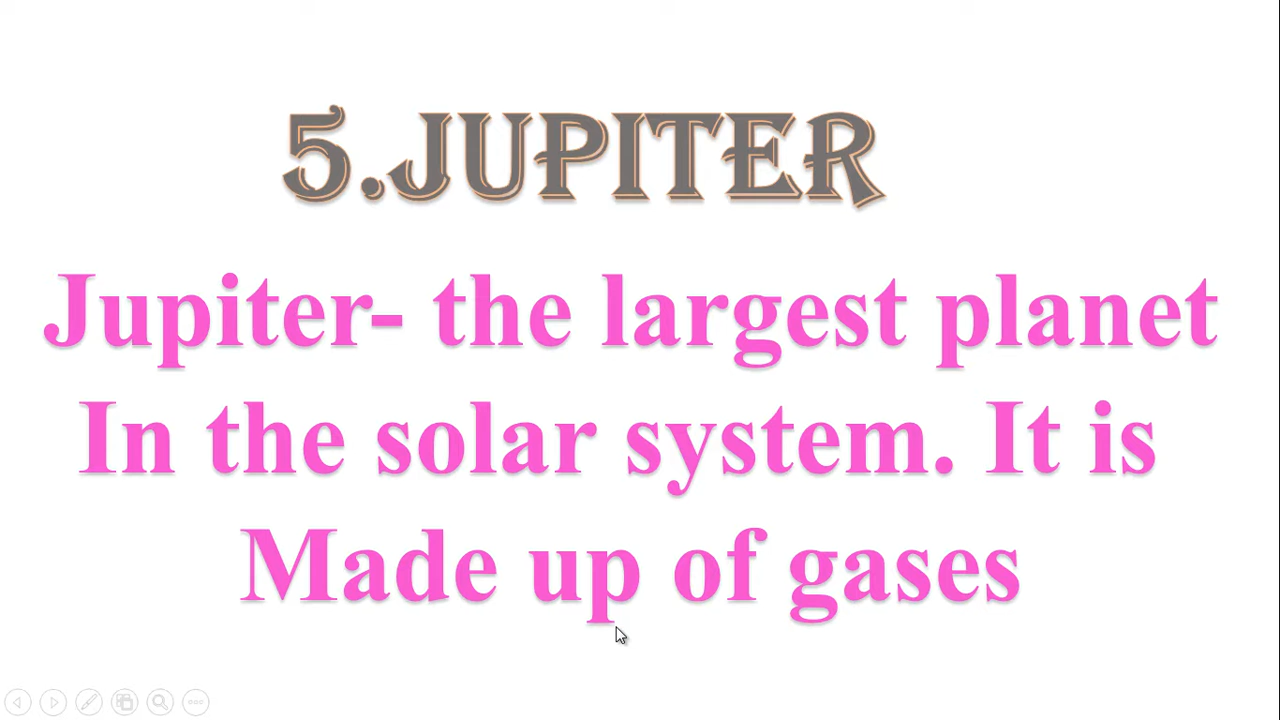 5.JUPITER
Jupiter- the largest planet
In the solar system. It is
Made up of gases